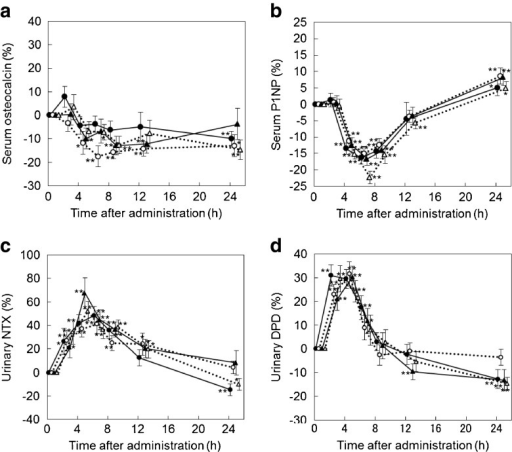 a
b
Serum osteocalcin (%)
40
30
20
10
0
-10
-20
-30
0 4 8 12 16 20 24
Time after administration (h)
Serum P1NP (%)
25
20
15
10
5
0
-5
-10
-15
-20
-25
0 4 8 12 16 20 24
Time after administration (h)
c
d
Urinary NTX (%)
100
80
60
40
20
0
-20
-40
0 4 8 12 16 20 24
Time after administration (h)
Urinary DPD (%)
40
30
20
10
0
-10
-20
-30
0 4 8 12 16 20 24
Time after administration (h)